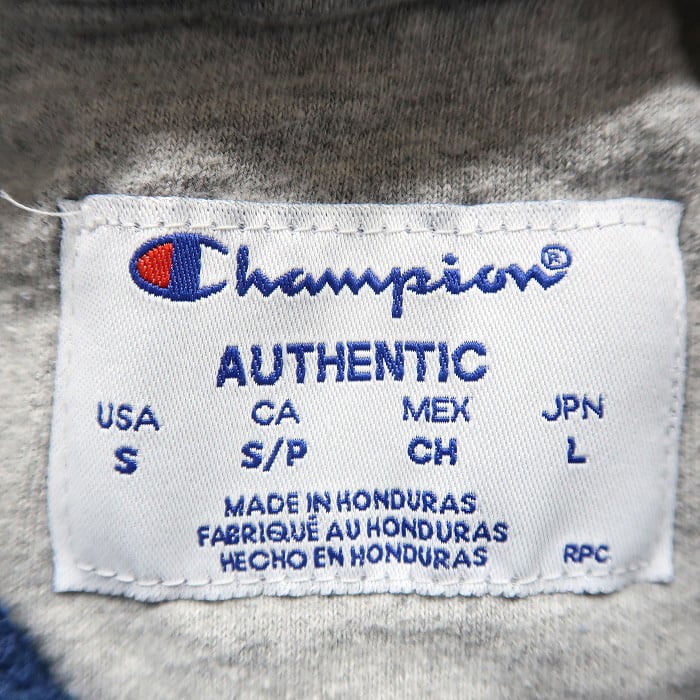 Champion®
AUTHENTIC
USA CA MEX JPN
S S/P CH L
MADE IN HONDURAS
FABRIQUÉ AU HONDURAS
HECHO EN HONDURAS RPC